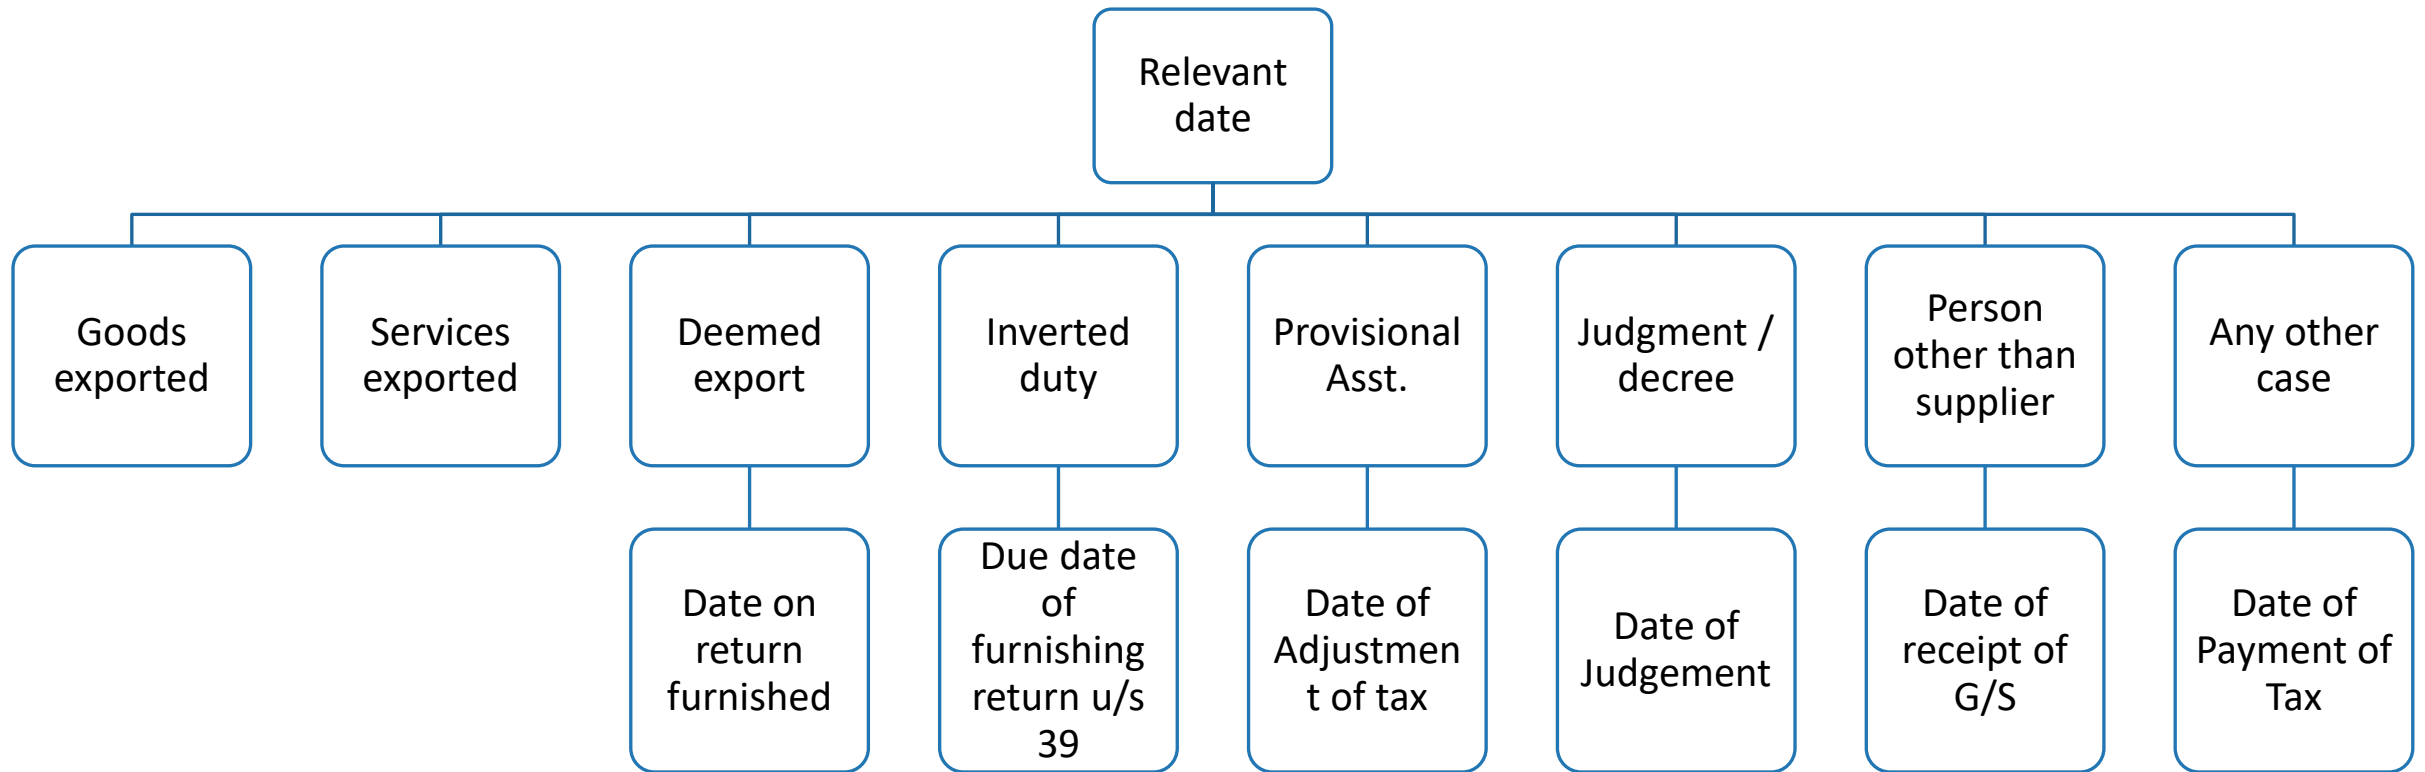 Relevant
date
Goods
exported
Services
exported
Deemed
export
Inverted
duty
Provisional
Asst.
Judgment /
decree
Person
other than
supplier
Any other
case
Date on
return
furnished
Due date
of
furnishing
return u/s
39
Date of
Adjustmen
t of tax
Date of
Judgement
Date of
receipt of
G/S
Date of
Payment of
Tax